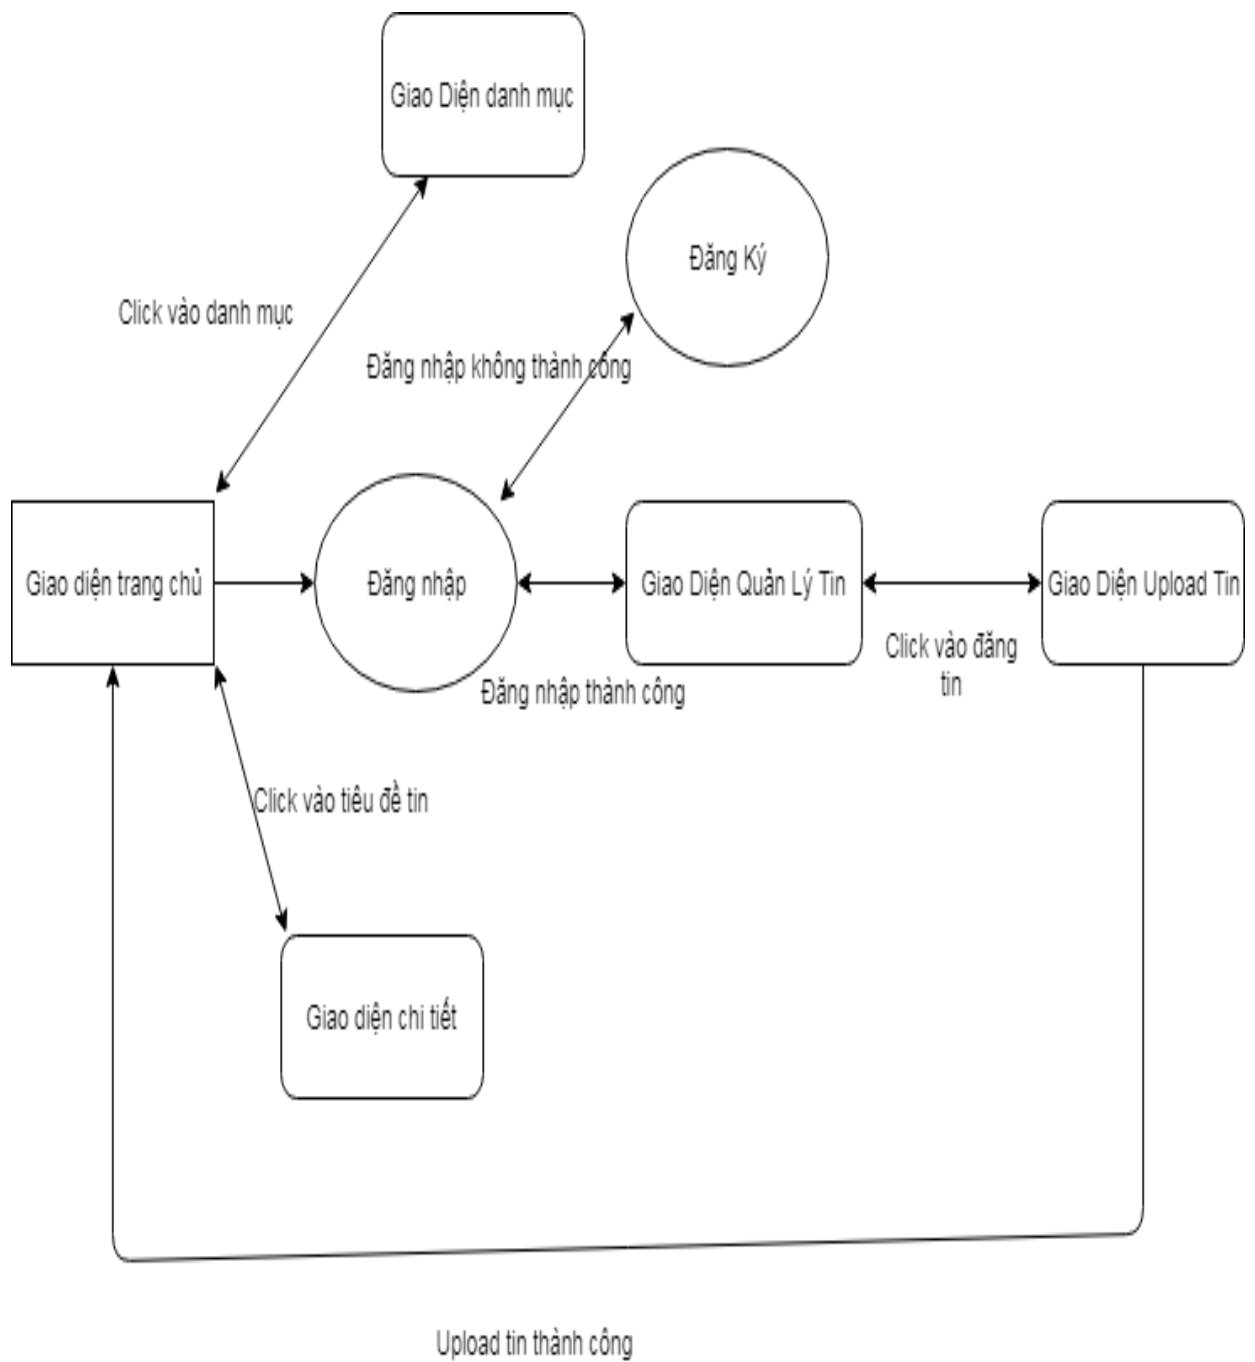 Giao Diện danh mục
Đăng Ký
Click vào danh mục
Đăng nhập không thành công
Giao diện trang chủ
Đăng nhập
Giao Diện Quản Lý Tin
Giao Diện Upload Tin
Click vào đăng
tin
Đăng nhập thành công
Click vào tiêu đề tin
Giao diện chi tiết
Upload tin thành công